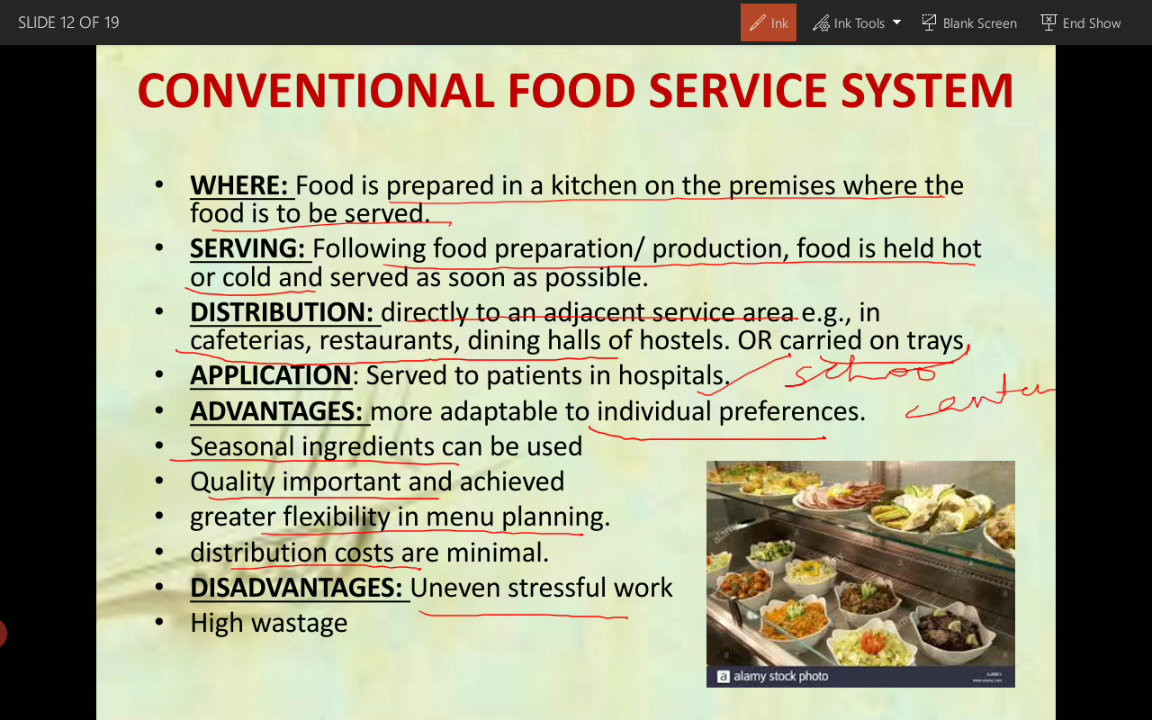 SLIDE 12 OF 19
Ink
Ink Tools
Blank Screen
End Show
CONVENTIONAL FOOD SERVICE SYSTEM
• WHERE: Food is prepared in a kitchen on the premises where the
food is to be served.
• SERVING: Following food preparation/ production, food is held hot
or cold and served as soon as possible.
• DISTRIBUTION: directly to an adjacent service area e.g., in
cafeterias, restaurants, dining halls of hostels. OR carried on trays,
• APPLICATION: Served to patients in hospitals.
• ADVANTAGES: more adaptable to individual preferences.
• Seasonal ingredients can be used
• Quality important and achieved
• greater flexibility in menu planning.
• distribution costs are minimal.
• DISADVANTAGES: Uneven stressful work
• High wastage
a alamy stock photo